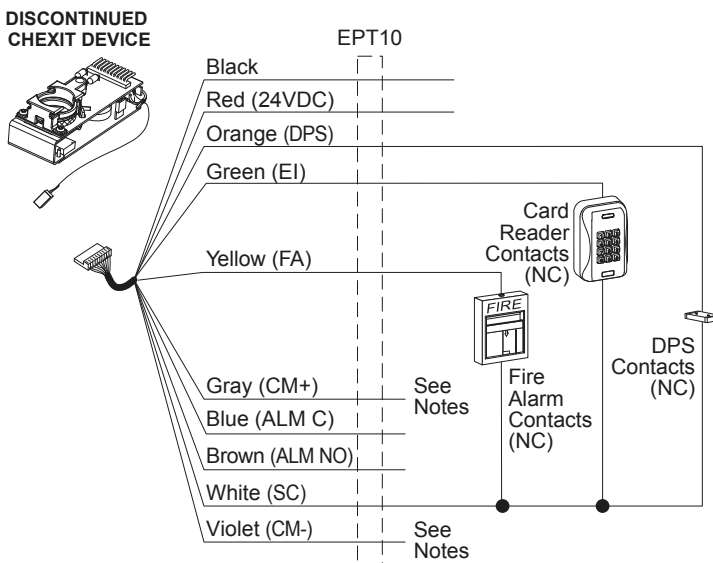 DISCONTINUED
CHEXIT DEVICE
EPT10
Black
Red (24VDC)
Orange (DPS)
Green (EI)
Card
Reader
Contacts
(NC)
Yellow (FA)
FIRE
DPS
Contacts
(NC)
Fire
Alarm
Contacts
(NC)
Gray (CM+)
See
Notes
Blue (ALM C)
Brown (ALM NO)
White (SC)
Violet (CM-)
See
Notes